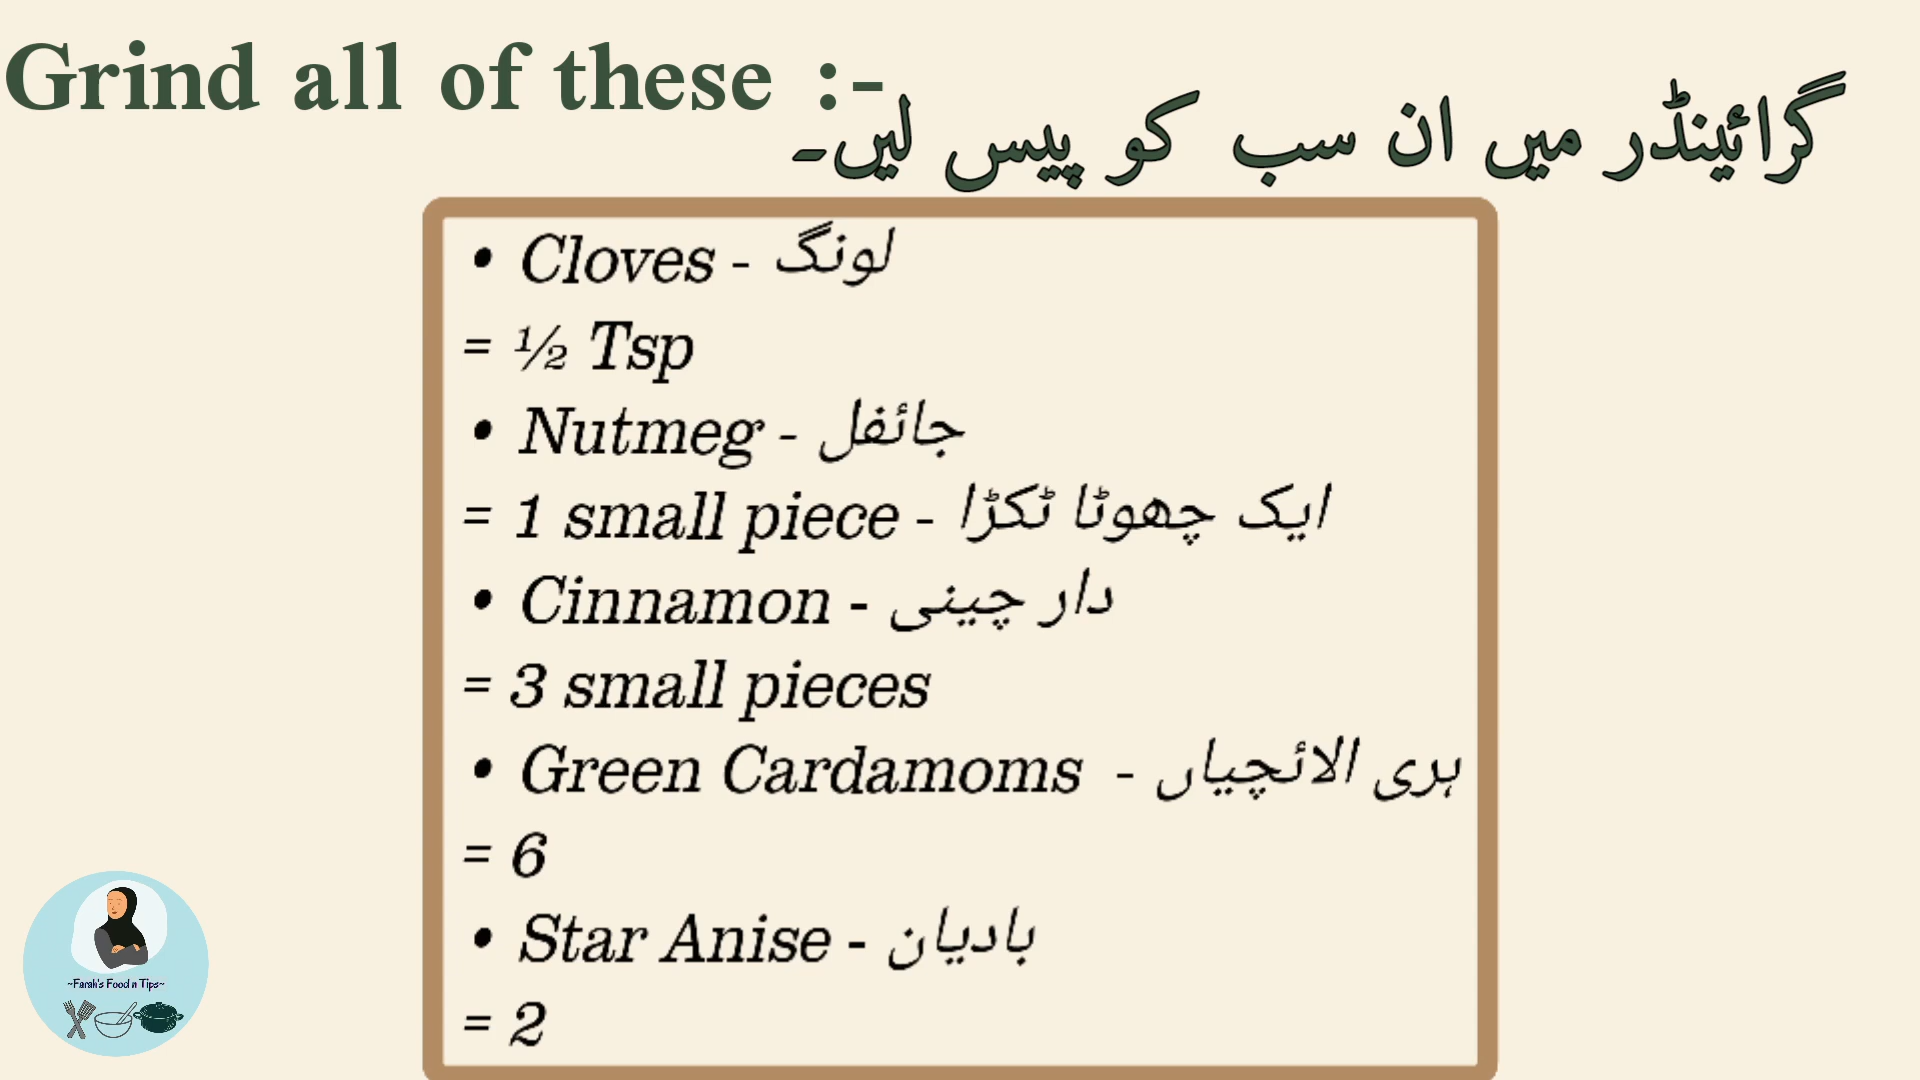 Grind all of these :-
گرائینڈر میں ان سب کو پیس لیں۔
• Cloves - لونگ
= ½ Tsp
• Nutmeg - جائفل
= 1 small piece - ایک چھوٹا ٹکڑا
• Cinnamon - دار چینی
= 3 small pieces
• Green Cardamoms - ہری الائچیاں
= 6
• Star Anise - بادیان
= 2
~Farah's Food n Tips~